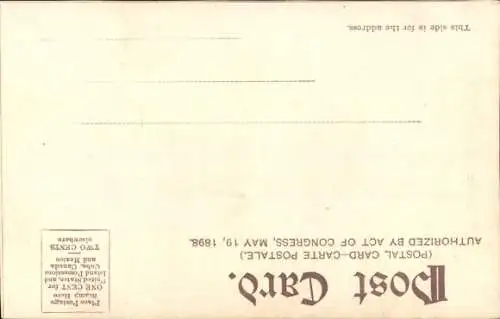 Post Card.
(POSTAL CARD—CARTE POSTALE.)
AUTHORIZED BY ACT OF CONGRESS, MAY 19, 1898.
Place Postage
Stamp Here
ONE CENT for
United States and
Island Possessions
Cuba, Canada
and Mexico
TWO CENTS
elsewhere
This side is for the address.